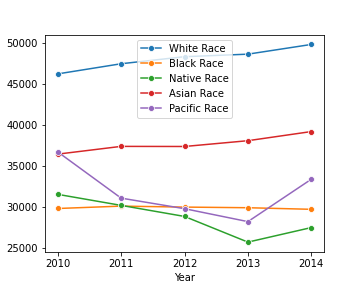 50000
45000
40000
35000
30000
25000
White Race
Black Race
Native Race
Asian Race
Pacific Race
2010 2011 2012 2013 2014
Year